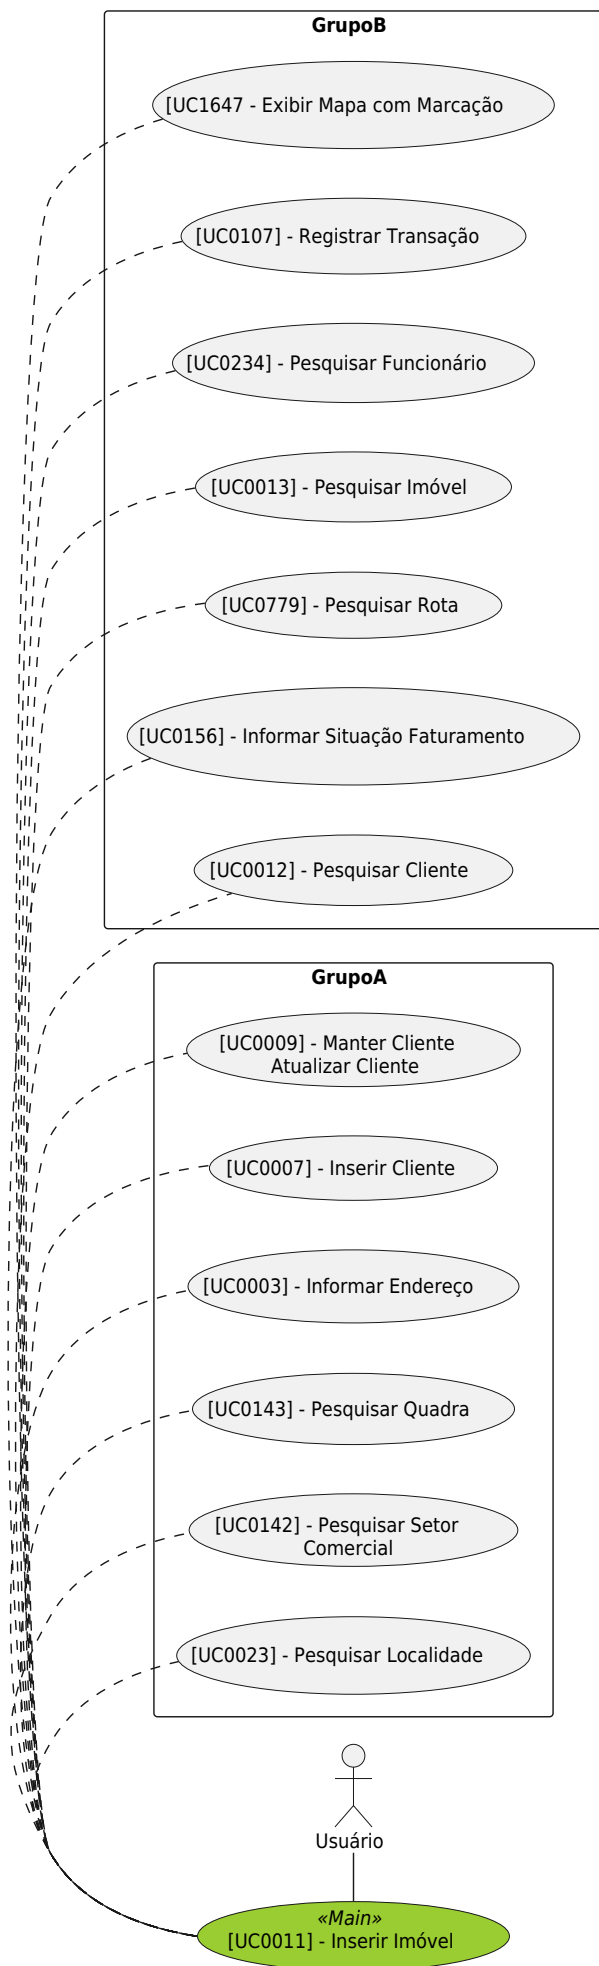 GrupoB
[UC1647 - Exibir Mapa com Marcação
[UC0107] - Registrar Transação
[UC0234] - Pesquisar Funcionário
[UC0013] - Pesquisar Imóvel
[UC0779] - Pesquisar Rota
[UC0156] - Informar Situação Faturamento
[UC0012] - Pesquisar Cliente
GrupoA
[UC0009] - Manter Cliente
Atualizar Cliente
[UC0007] - Inserir Cliente
[UC0003] - Informar Endereço
[UC0143] - Pesquisar Quadra
[UC0142] - Pesquisar Setor
Comercial
[UC0023] - Pesquisar Localidade
Usuário
«Main»
[UC0011] - Inserir Imóvel